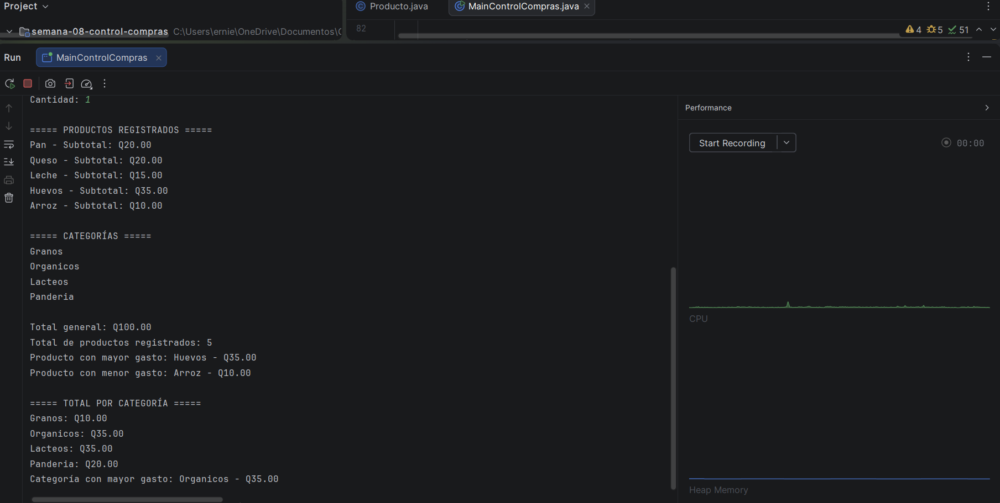 Project
Producto.java
MainControlCompras.java
semana-08-control-compras C:\Users\ernie\OneDrive\Documentos\
82
4 5 51
Run
MainControlCompras
Cantidad: 1
===== PRODUCTOS REGISTRADOS =====
Pan - Subtotal: Q20.00
Queso - Subtotal: Q20.00
Leche - Subtotal: Q15.00
Huevos - Subtotal: Q35.00
Arroz - Subtotal: Q10.00
===== CATEGORÍAS =====
Granos
Organicos
Lacteos
Panderia
Total general: Q100.00
Total de productos registrados: 5
Producto con mayor gasto: Huevos - Q35.00
Producto con menor gasto: Arroz - Q10.00
===== TOTAL POR CATEGORÍA =====
Granos: Q10.00
Organicos: Q35.00
Lacteos: Q35.00
Panderia: Q20.00
Categoría con mayor gasto: Organicos - Q35.00
Performance
Start Recording
00:00
CPU
Heap Memory